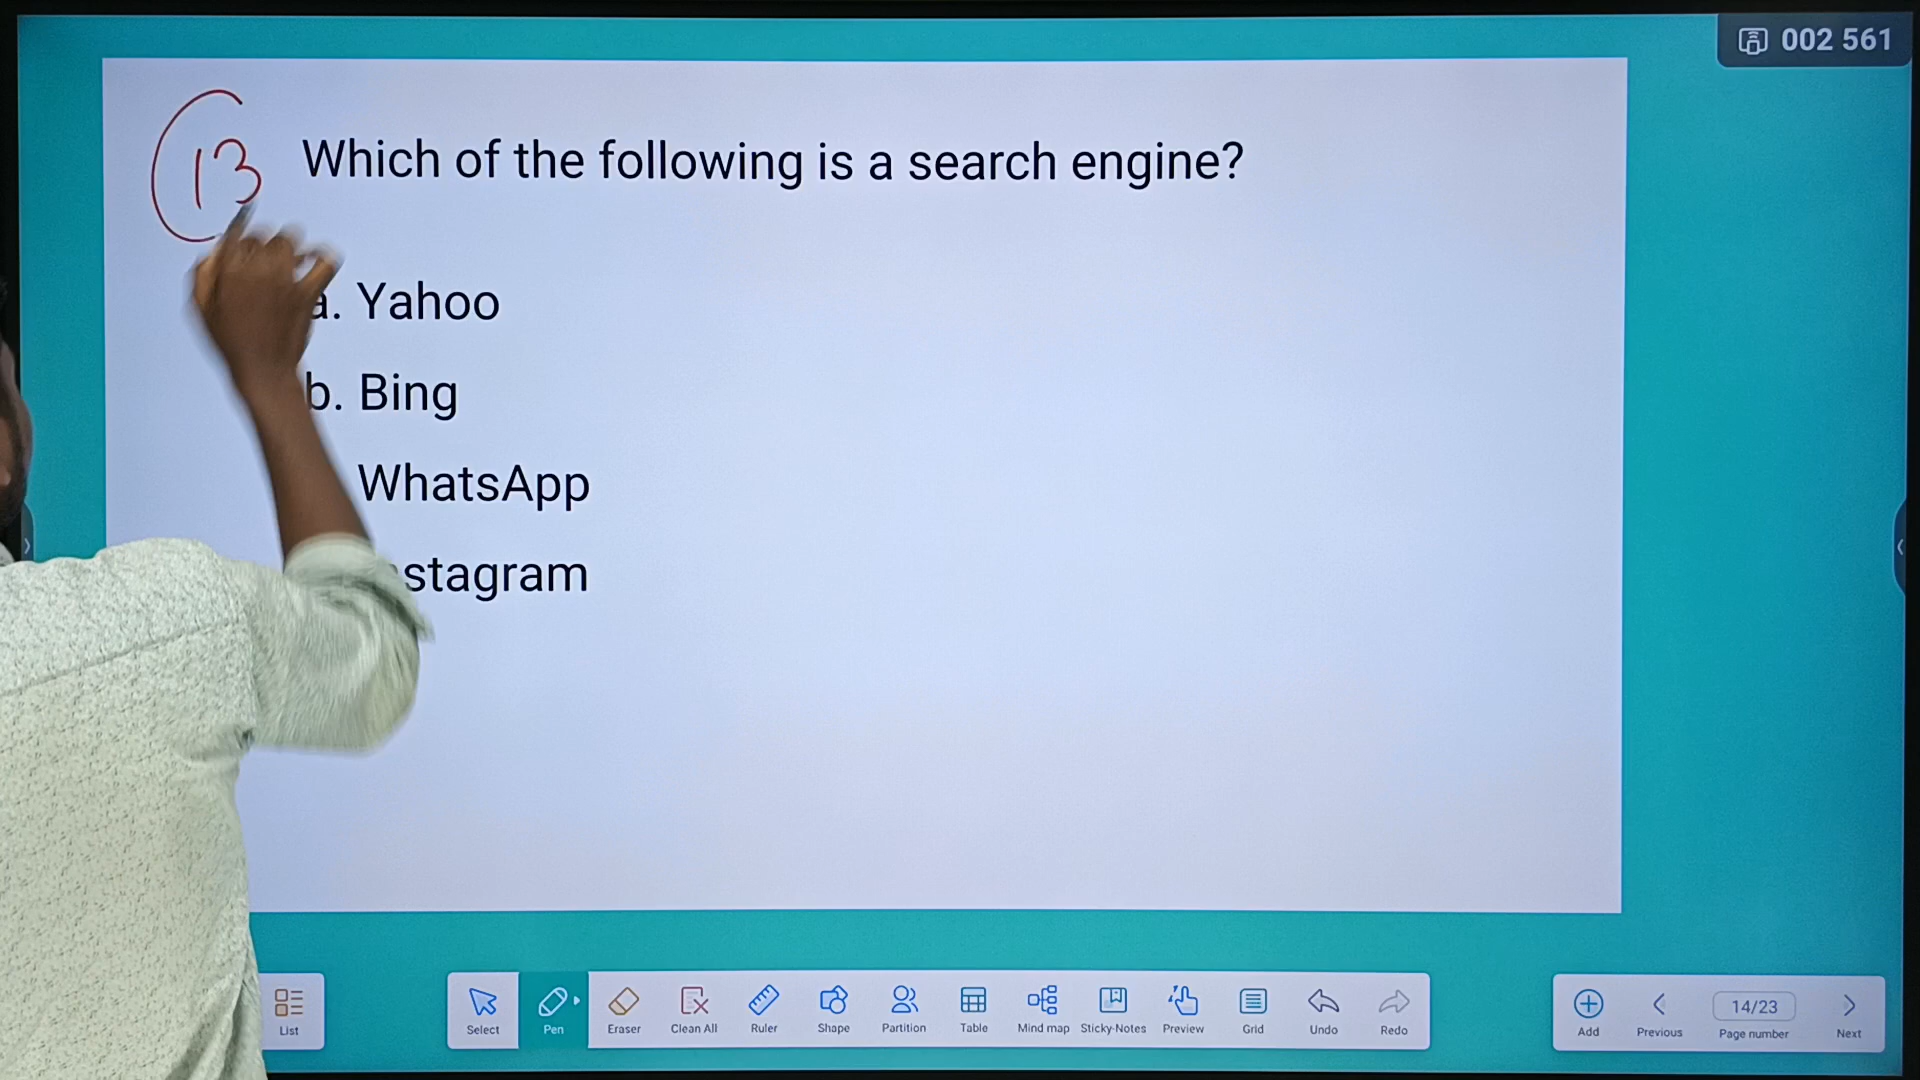 002 561
13 Which of the following is a search engine?
a. Yahoo
b. Bing
WhatsApp
stagram
List
Select Pen Eraser Clean All Ruler Shape Partition Table Mind map Sticky-Notes Preview Grid Undo Redo
Add Previous 14/23 Page number Next